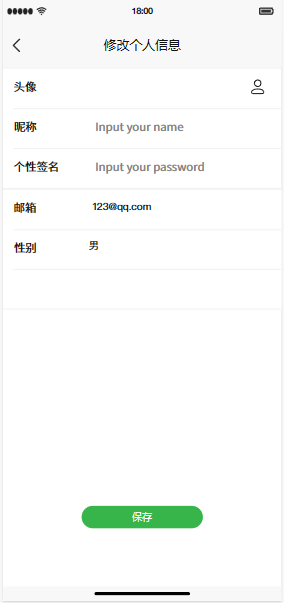 18:00
修改个人信息
头像
昵称 Input your name
个性签名 Input your password
邮箱 123@qq.com
性别 男
保存